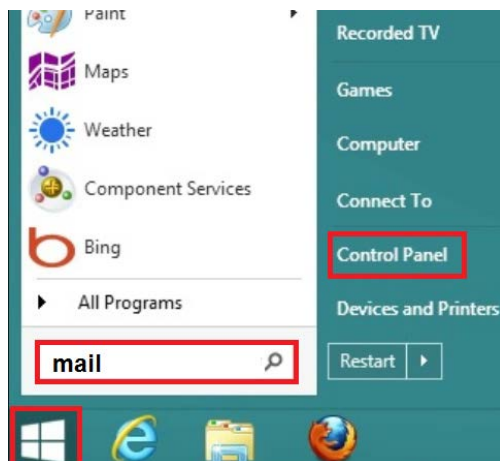 Paint
Maps
Weather
Component Services
Bing
All Programs
mail
Recorded TV
Games
Computer
Connect To
Control Panel
Devices and Printers
Restart